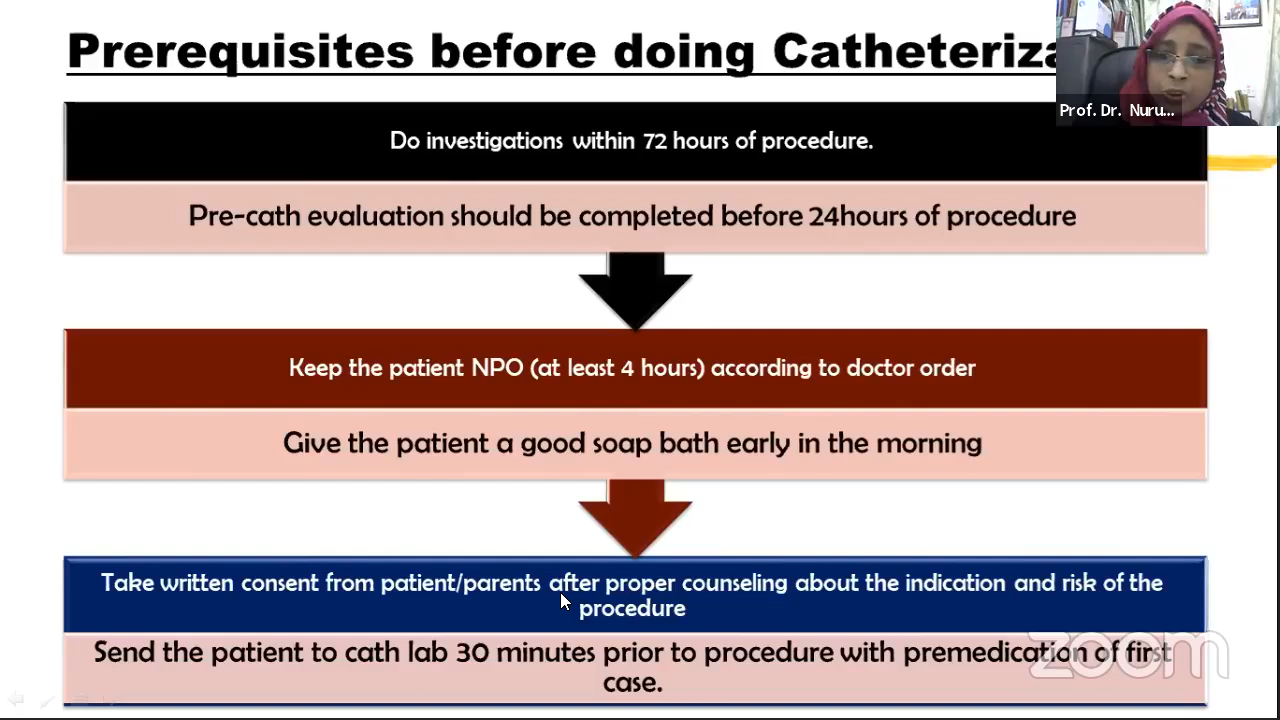 Prerequisites before doing Catheteriza
Prof. Dr. Nuru...
Do investigations within 72 hours of procedure.
Pre-cath evaluation should be completed before 24hours of procedure
Keep the patient NPO (at least 4 hours) according to doctor order
Give the patient a good soap bath early in the morning
Take written consent from patient/parents after proper counseling about the indication and risk of the
procedure
Send the patient to cath lab 30 minutes prior to procedure with premedication of first
case.
zoom